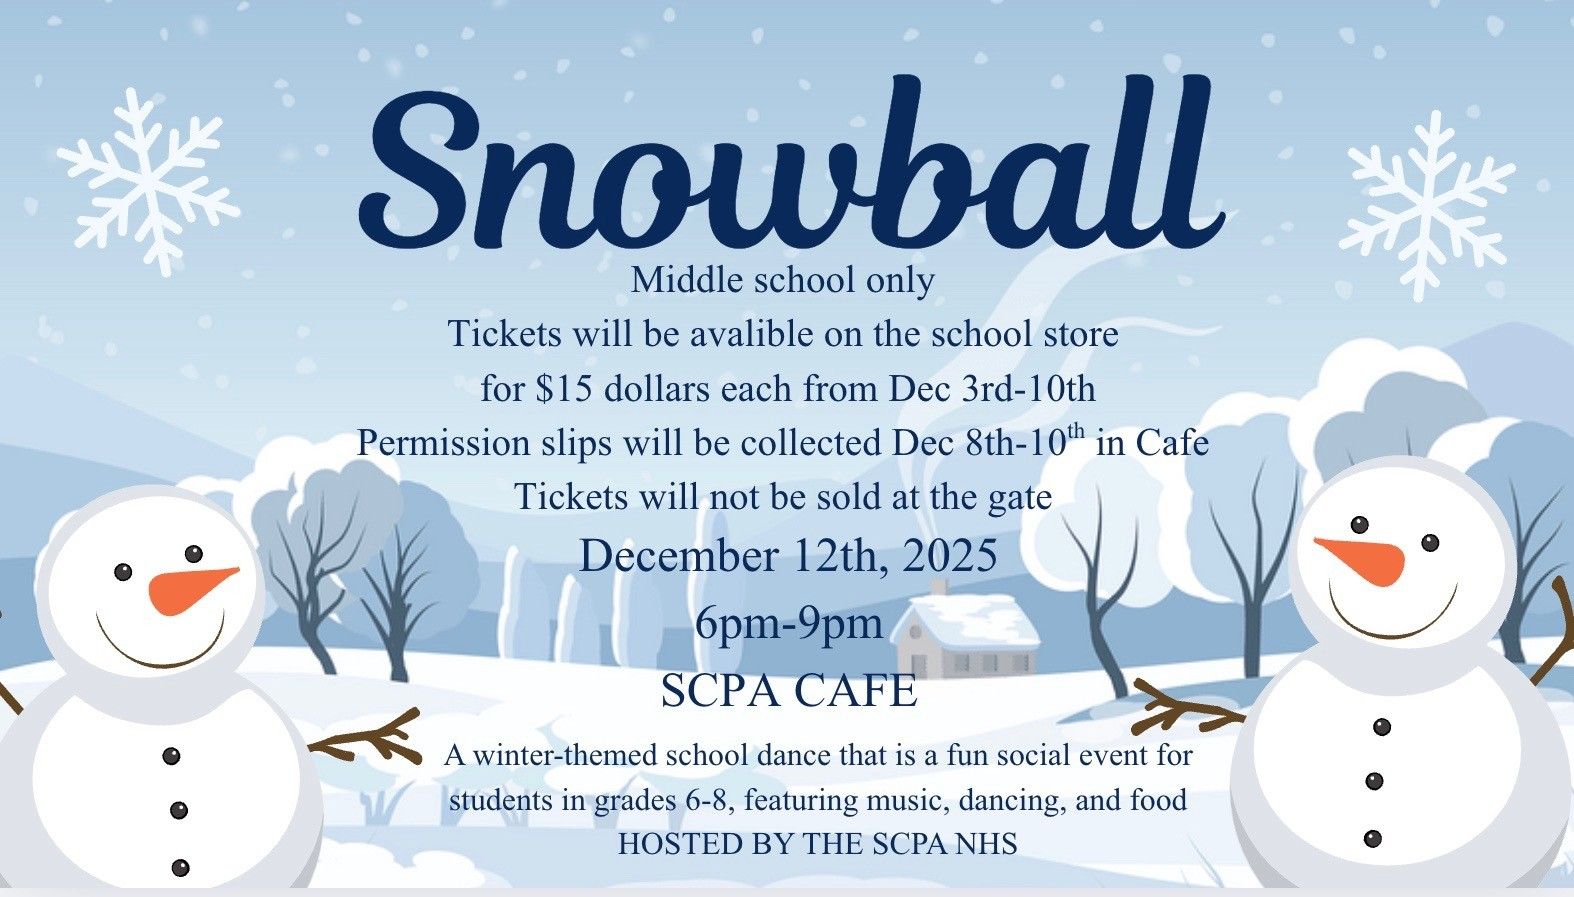 Snowball
Middle school only
Tickets will be avalible on the school store
for $15 dollars each from Dec 3rd-10th
Permission slips will be collected Dec 8th-10th in Cafe
Tickets will not be sold at the gate
December 12th, 2025
6pm-9pm
SCPA CAFE
A winter-themed school dance that is a fun social event for
students in grades 6-8, featuring music, dancing, and food
HOSTED BY THE SCPA NHS